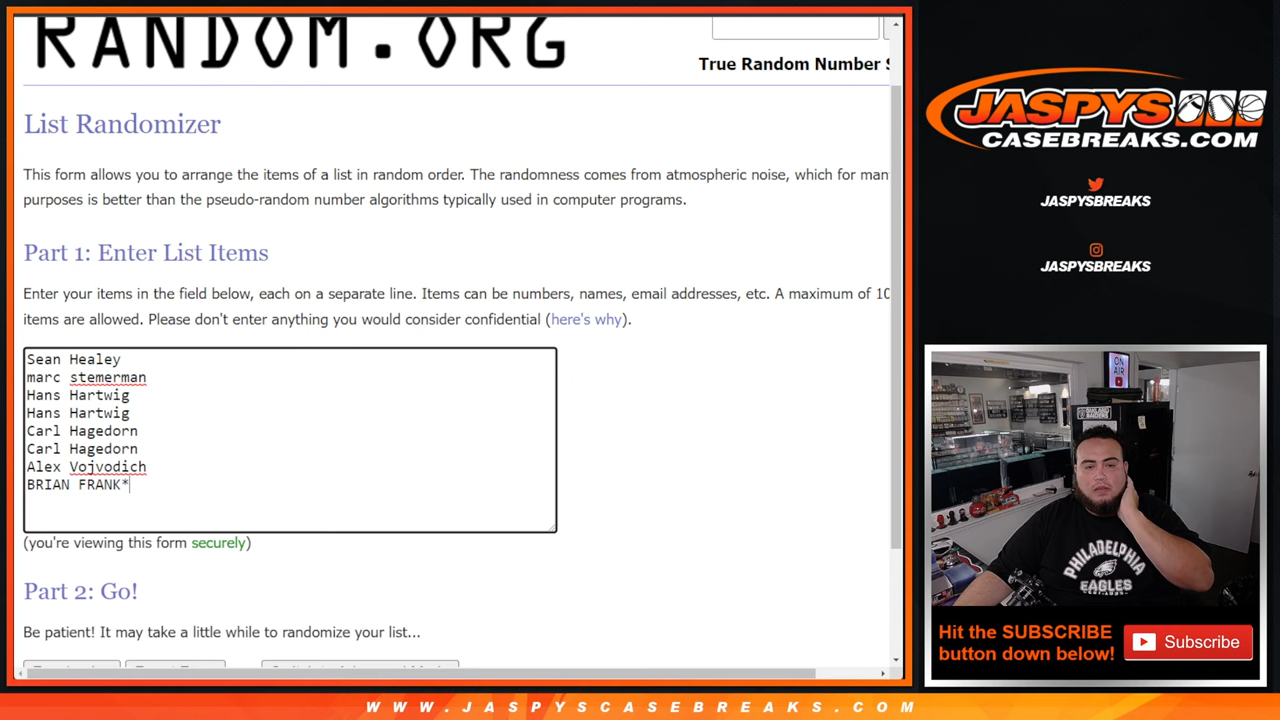 RANDOM.ORG
True Random Number S
List Randomizer
This form allows you to arrange the items of a list in random order. The randomness comes from atmospheric noise, which for man
purposes is better than the pseudo-random number algorithms typically used in computer programs.
Part 1: Enter List Items
Enter your items in the field below, each on a separate line. Items can be numbers, names, email addresses, etc. A maximum of 10
items are allowed. Please don't enter anything you would consider confidential (here's why).
Sean Healey
marc stemerman
Hans Hartwig
Hans Hartwig
Carl Hagedorn
Carl Hagedorn
Alex Vojvodich
BRIAN FRANK*
(you're viewing this form securely)
Part 2: Go!
Be patient! It may take a little while to randomize your list...
JASPYS
CASEBREAKS.COM
JASPYSBREAKS
JASPYSBREAKS
ON
AIR
PHILADELPHIA
EAGLES
Hit the SUBSCRIBE
button down below!
Subscribe
WWW.JASPYSCASEBREAKS.COM